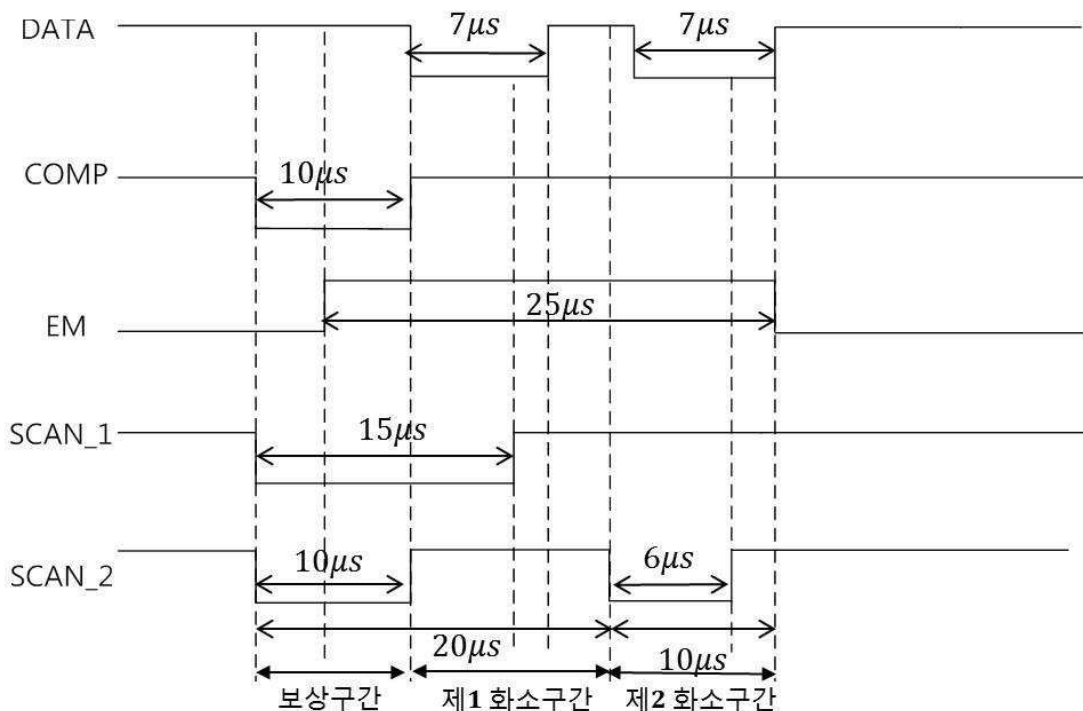 DATA
7μs
7μs
COMP
10μs
EM
25μs
SCAN_1
15μs
SCAN_2
10μs
6μs
20μs
10μs
보상구간
제1 화소구간
제2 화소구간